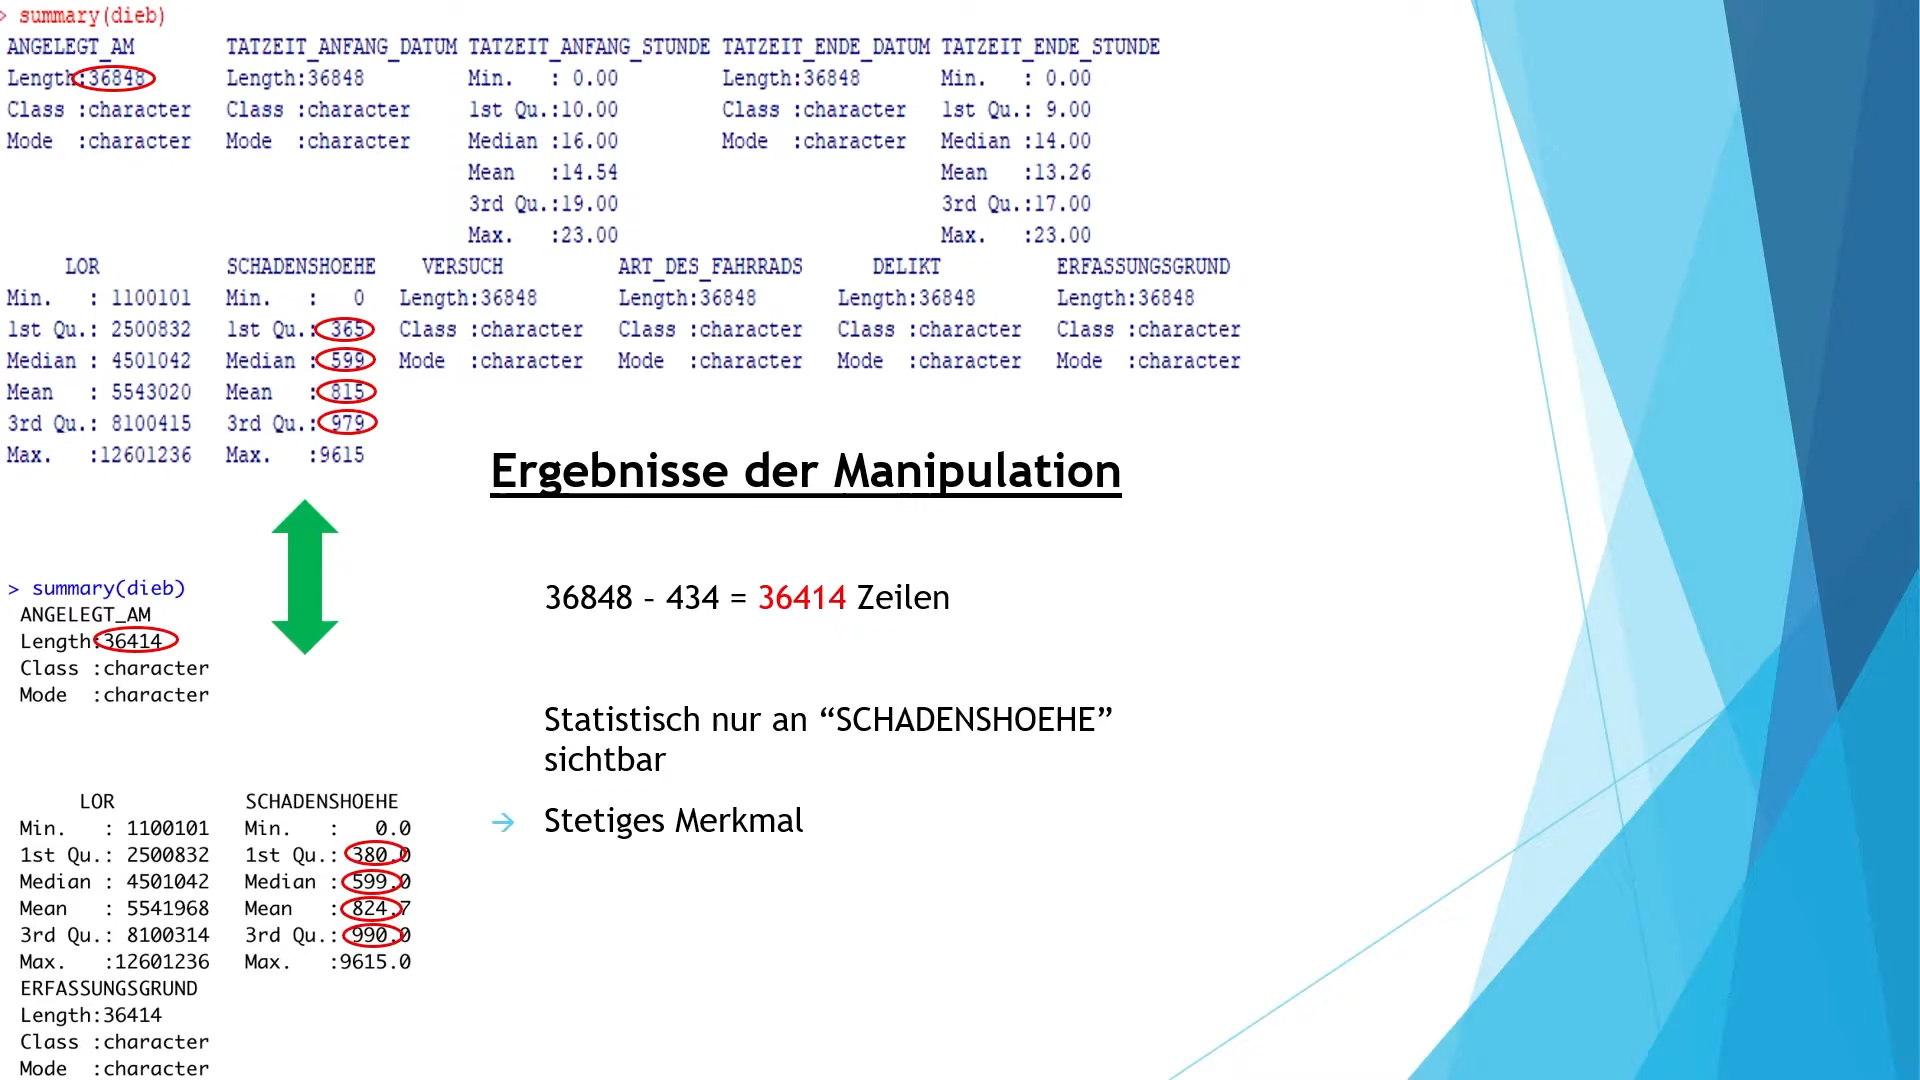 > summary(dieb)
ANGELEGT_AM TATZEIT_ANFANG_DATUM TATZEIT_ANFANG_STUNDE TATZEIT_ENDE_DATUM TATZEIT_ENDE_STUNDE
Length:36848 Length:36848 Min. : 0.00 Length:36848 Min. : 0.00
Class :character Class :character 1st Qu.:10.00 Class :character 1st Qu.: 9.00
Mode :character Mode :character Median :16.00 Mode :character Median :14.00
Mean :14.54 Mean :13.26
3rd Qu.:19.00 3rd Qu.:17.00
Max. :23.00 Max. :23.00
LOR SCHADENSHOEHE VERSUCH ART_DES_FAHRRADS DELIKT ERFASSUNGSGRUND
Min. : 1100101 Min. : 0 Length:36848 Length:36848 Length:36848 Length:36848
1st Qu.: 2500832 1st Qu.: 365 Class :character Class :character Class :character Class :character
Median : 4501042 Median : 599 Mode :character Mode :character Mode :character Mode :character
Mean : 5543020 Mean : 815
3rd Qu.: 8100415 3rd Qu.: 979
Max. :12601236 Max. :9615
Ergebnisse der Manipulation
36848 – 434 = 36414 Zeilen
Statistisch nur an “SCHADENSHOEHE”
sichtbar
→ Stetiges Merkmal
> summary(dieb)
ANGELEGT_AM
Length:36414
Class :character
Mode :character
LOR SCHADENSHOEHE
Min. : 1100101 Min. : 0.0
1st Qu.: 2500832 1st Qu.: 380.0
Median : 4501042 Median : 599.0
Mean : 5541968 Mean : 824.7
3rd Qu.: 8100314 3rd Qu.: 990.0
Max. :12601236 Max. :9615.0
ERFASSUNGSGRUND
Length:36414
Class :character
Mode :character